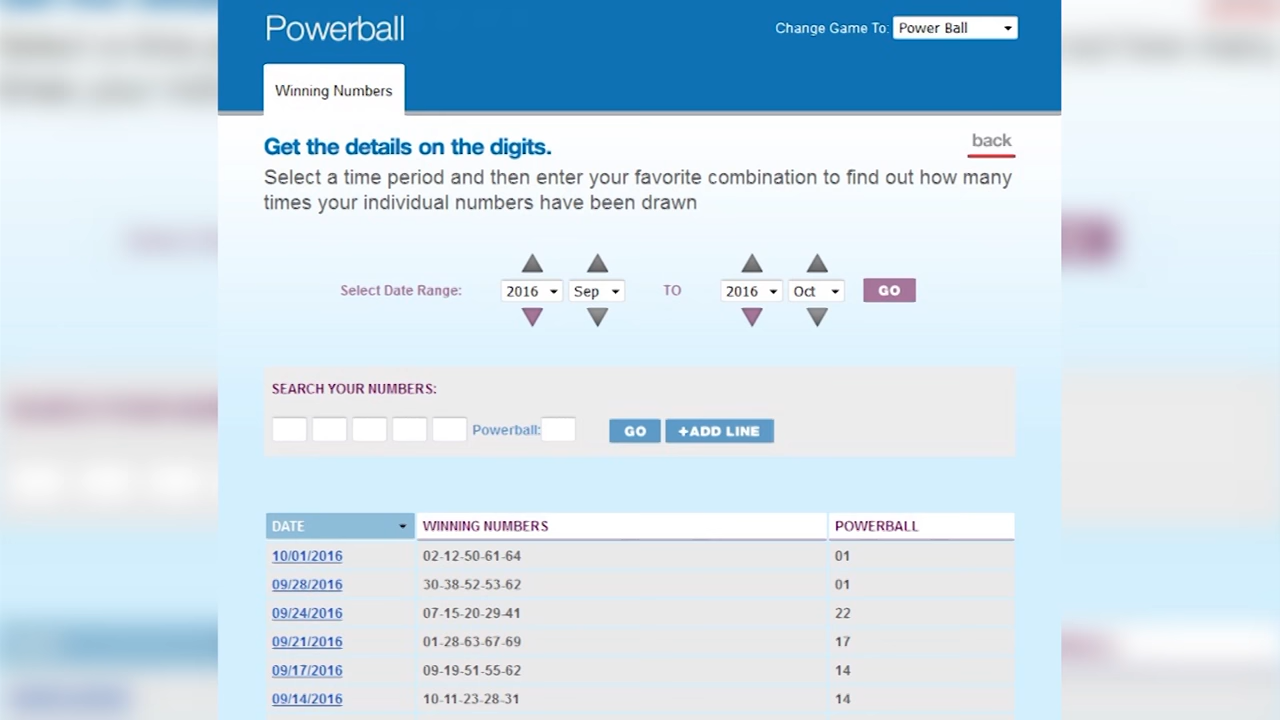 Powerball
Change Game To: Power Ball
Winning Numbers
Get the details on the digits.
back
Select a time period and then enter your favorite combination to find out how many
times your individual numbers have been drawn
Select Date Range: 2016 Sep TO 2016 Oct GO
SEARCH YOUR NUMBERS:
Powerball: GO +ADD LINE
DATE WINNING NUMBERS POWERBALL
10/01/2016 02-12-50-61-64 01
09/28/2016 30-38-52-53-62 01
09/24/2016 07-15-20-29-41 22
09/21/2016 01-28-63-67-69 17
09/17/2016 09-19-51-55-62 14
09/14/2016 10-11-23-28-31 14